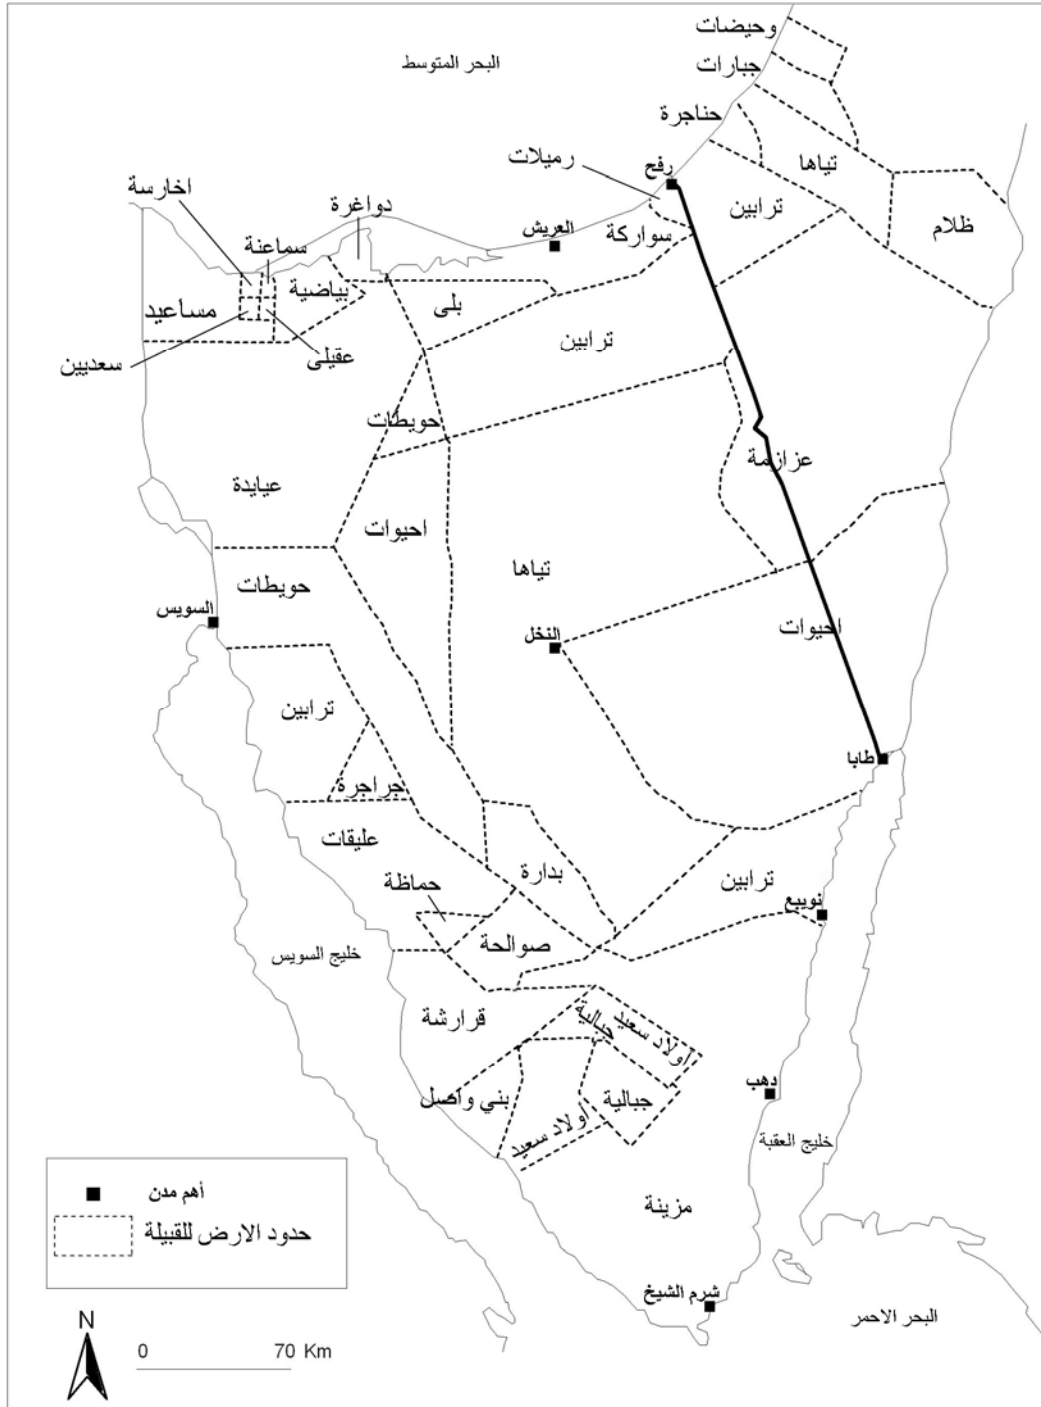 وحيضات
البحر المتوسط
جبارات
حناجرة
رميلات
تياها
رفح
اخارسة
دواغرة
ترابين
ظلام
سماعنة
العريش
سواركة
بياضية
بلى
مساعيد
ترابين
سعديين
عقيلى
حويطات
عزازمة
عيايدة
احيوات
تياها
حويطات
السويس
النخل
احيوات
ترابين
طابا
جراجرة
عليقات
بدارة
ترابين
حماظة
نويبع
صوالحة
خليج السويس
قرارشة
جبالية
اولاد سعيد
دهب
بني واصل
جبالية
اولاد سعيد
خليج العقبة
أهم مدن
حدود الارض للقبيلة
مزينة
شرم الشيخ
البحر الاحمر
N
0 70 Km